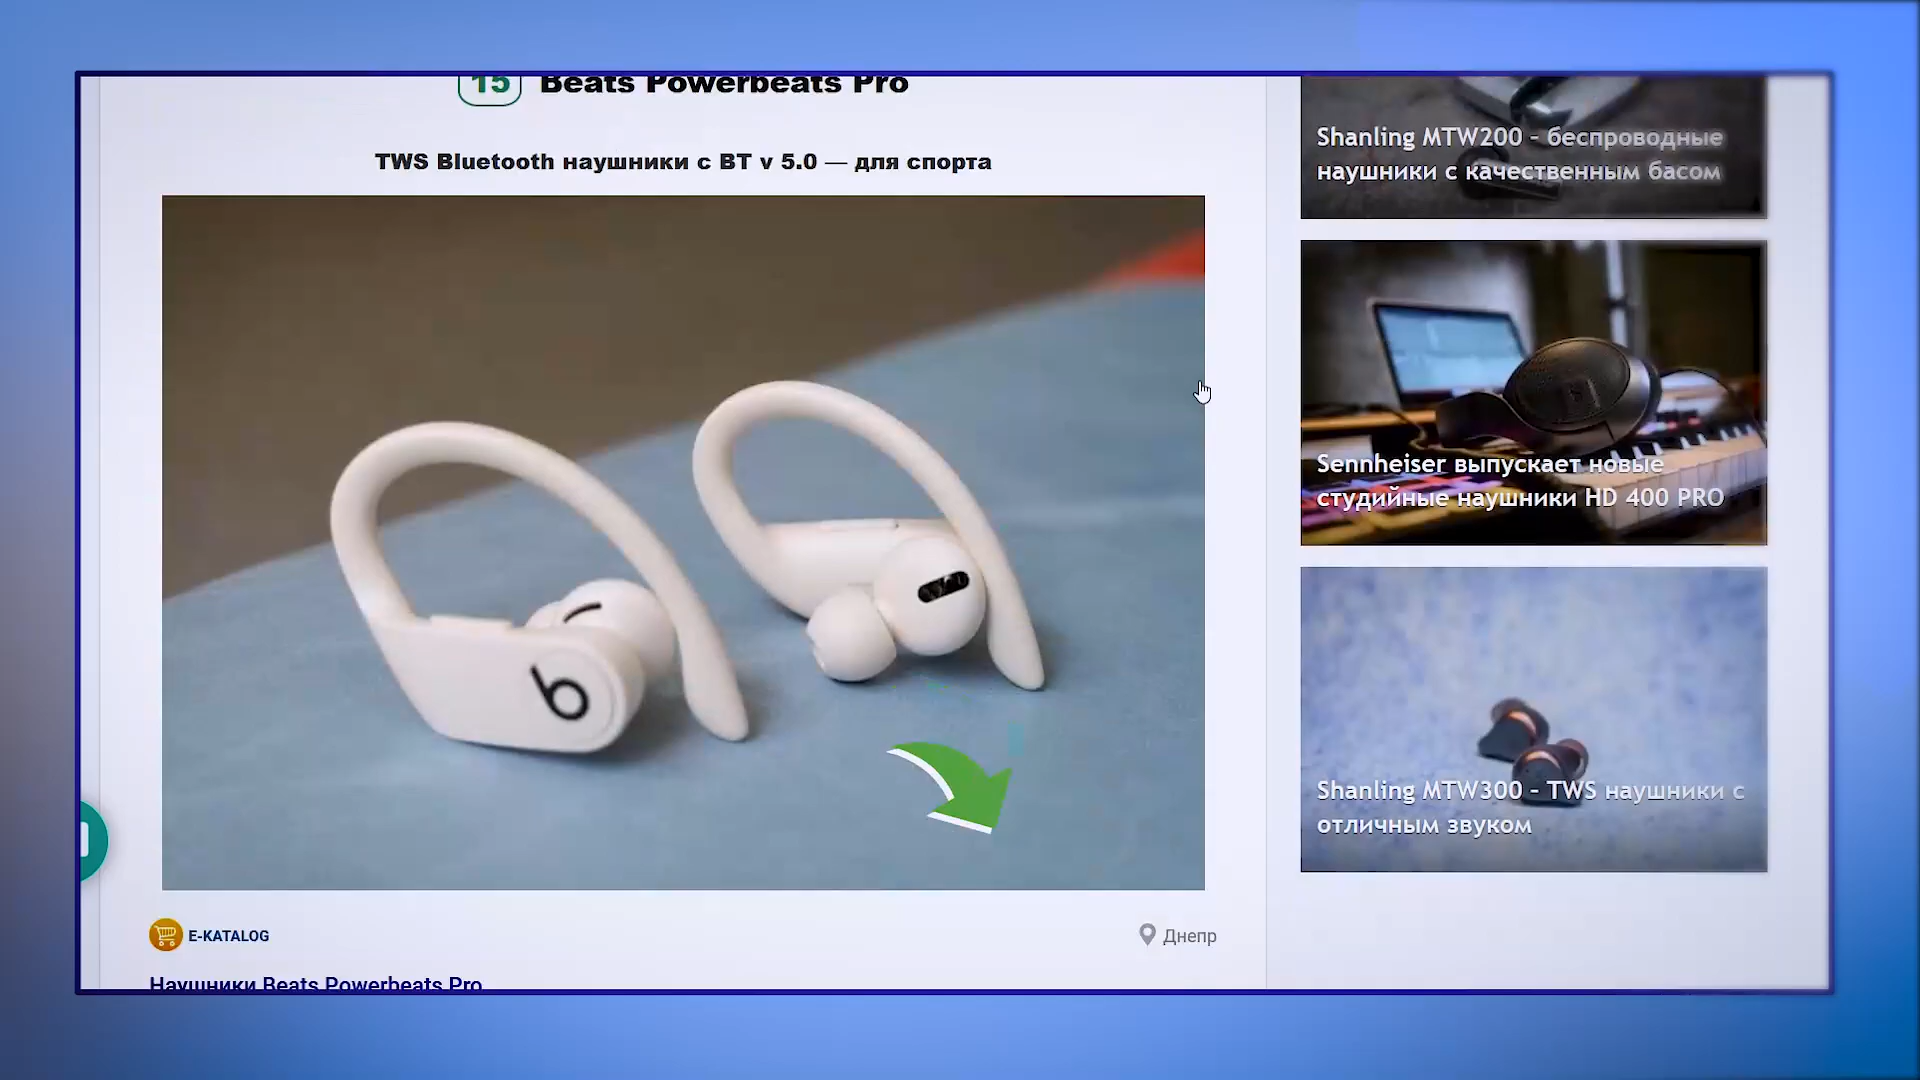 15 Beats Powerbeats Pro
TWS Bluetooth наушники с BT v 5.0 — для спорта
E-KATALOG
Днепр
Наушники Beats Powerbeats Pro
Shanling MTW200 - беспроводные
наушники с качественным басом
Sennheiser выпускает новые
студийные наушники HD 400 PRO
Shanling MTW300 - TWS наушники с
отличным звуком